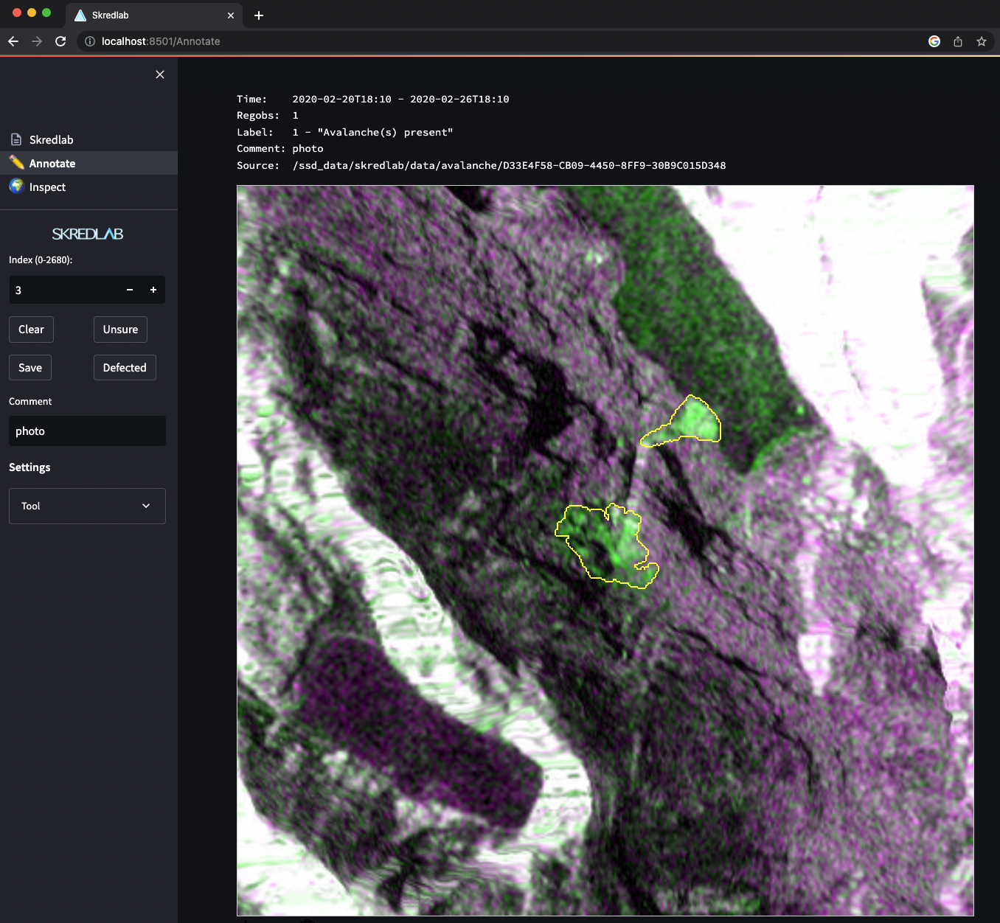 Skredlab
localhost:8501/Annotate
Time: 2020-02-20T18:10 - 2020-02-26T18:10
Regobs: 1
Label: 1 - "Avalanche(s) present"
Comment: photo
Source: /ssd_data/skredlab/data/avalanche/D33E4F58-CB09-4450-8FF9-30B9C015D348
Skredlab
Annotate
Inspect
SKREDLAB
Index (0-2680):
3
Clear
Unsure
Save
Defected
Comment
photo
Settings
Tool